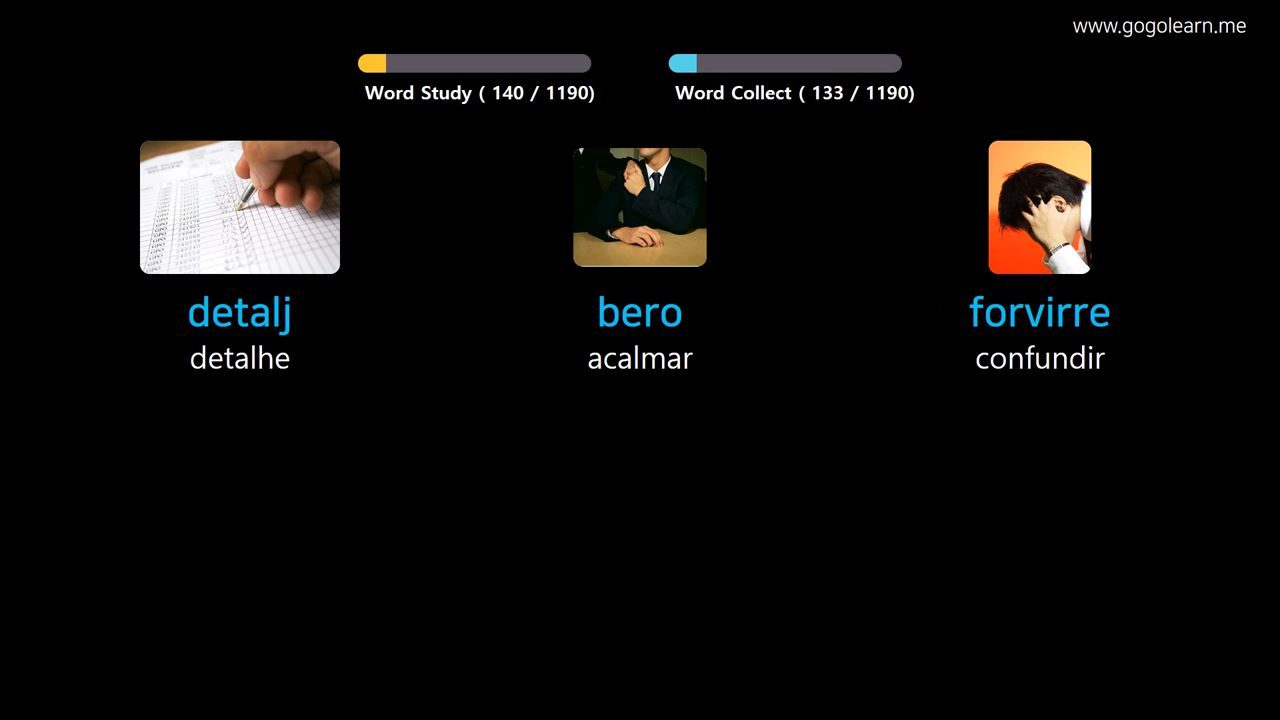 www.gogolearn.me
Word Study ( 140 / 1190)
Word Collect ( 133 / 1190)
detalj
bero
forvirre
detalhe
acalmar
confundir